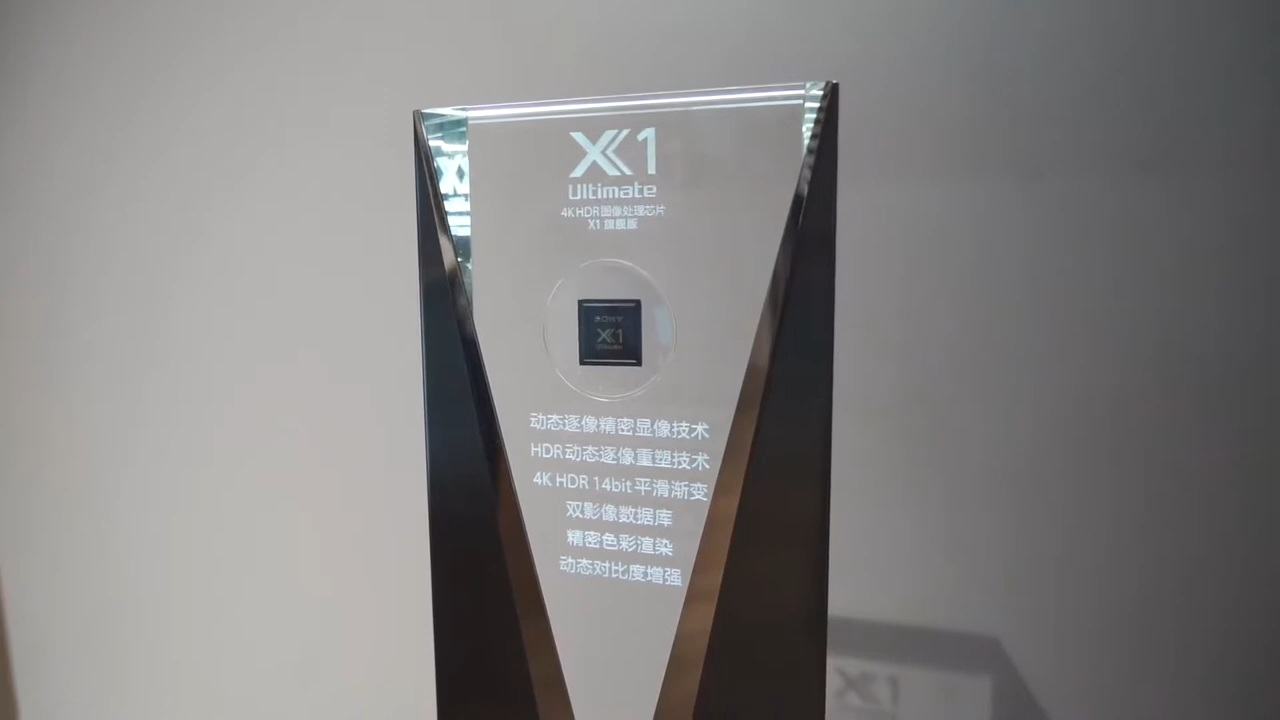 X1
Ultimate
4K HDR图像处理芯片
X1 旗舰版
SONY
X1
Ultimate
动态逐像精密显像技术
HDR动态逐像重塑技术
4K HDR 14bit平滑渐变
双影像数据库
精密色彩渲染
动态对比度增强
X1